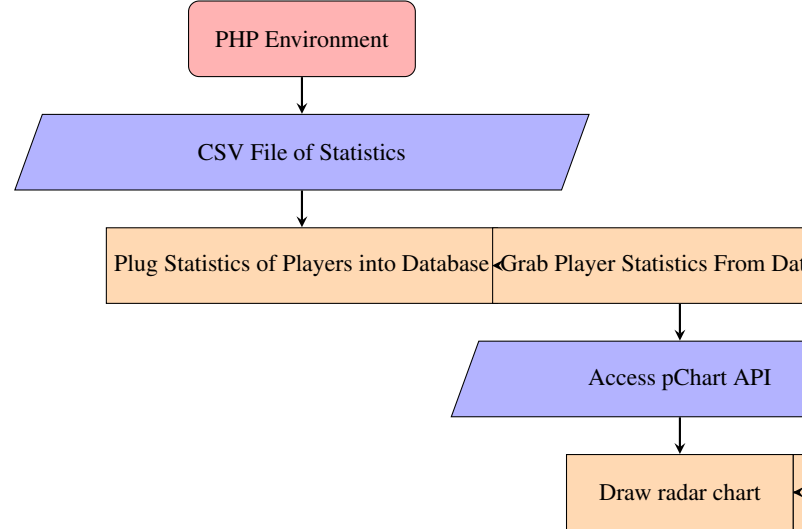 PHP Environment
CSV File of Statistics
Plug Statistics of Players into Database
Grab Player Statistics From
Access pChart API
Draw radar chart